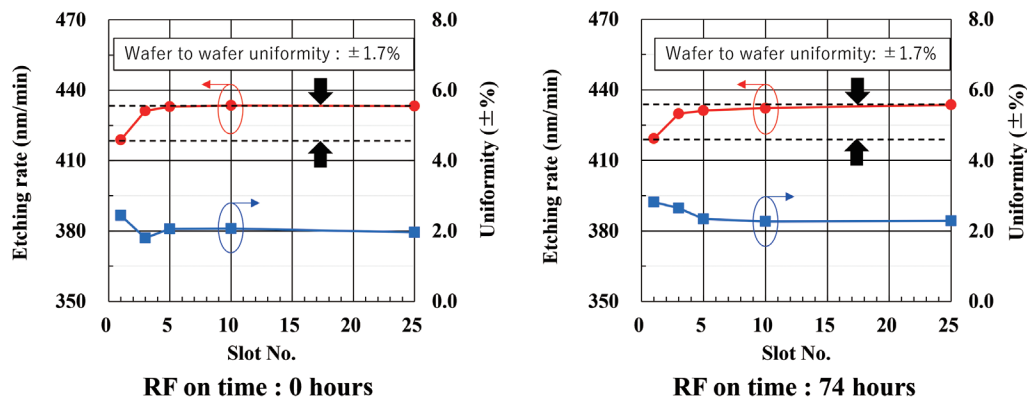 470
440
410
380
350
Etching rate (nm/min)
Wafer to wafer uniformity : ±1.7%
8.0
6.0
4.0
2.0
0.0
Uniformity (±%)
0 5 10 15 20 25
Slot No.
RF on time : 0 hours
470
440
410
380
350
Etching rate (nm/min)
Wafer to wafer uniformity: ±1.7%
8.0
6.0
4.0
2.0
0.0
Uniformity (±%)
0 5 10 15 20 25
Slot No.
RF on time : 74 hours